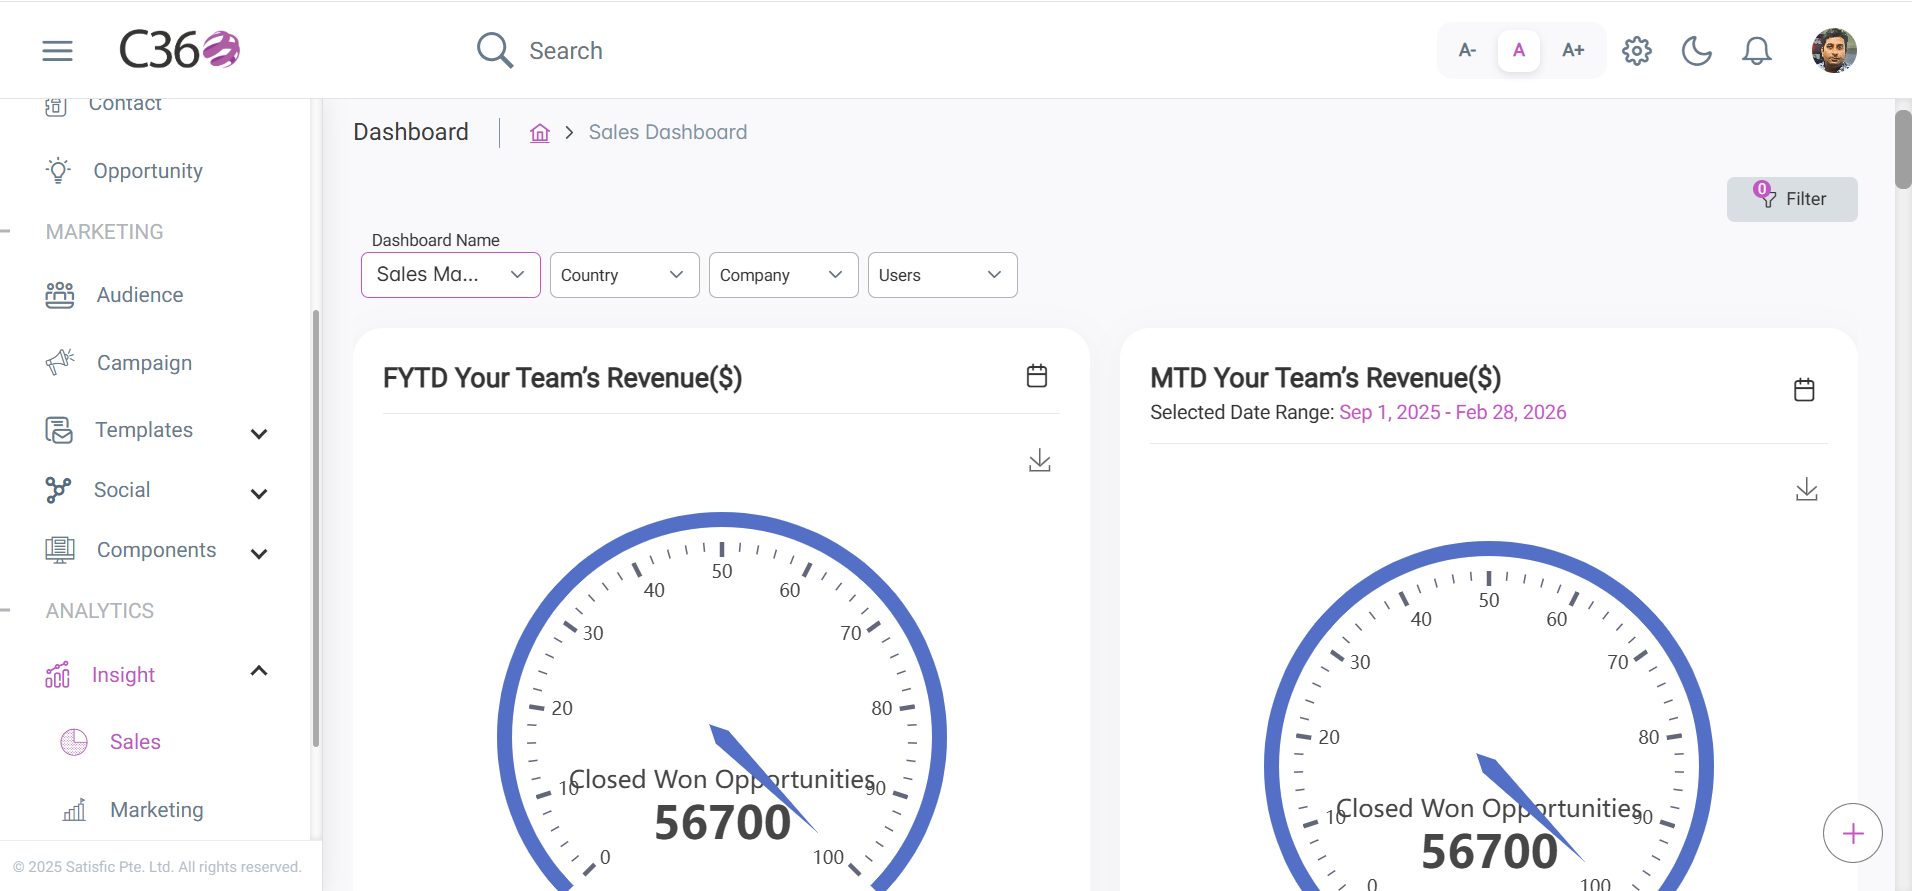 C360
Search
A-
A
A+
Contact
Opportunity
MARKETING
Audience
Campaign
Templates
Social
Components
ANALYTICS
Insight
Sales
Marketing
© 2025 Satisfic Pte. Ltd. All rights reserved.
Dashboard
Sales Dashboard
0
Filter
Dashboard Name
Sales Ma...
Country
Company
Users
FYTD Your Team's Revenue($)
0
10
20
30
40
50
60
70
80
90
100
Closed Won Opportunities
56700
MTD Your Team's Revenue($)
Selected Date Range: Sep 1, 2025 - Feb 28, 2026
0
10
20
30
40
50
60
70
80
90
100
Closed Won Opportunities
56700